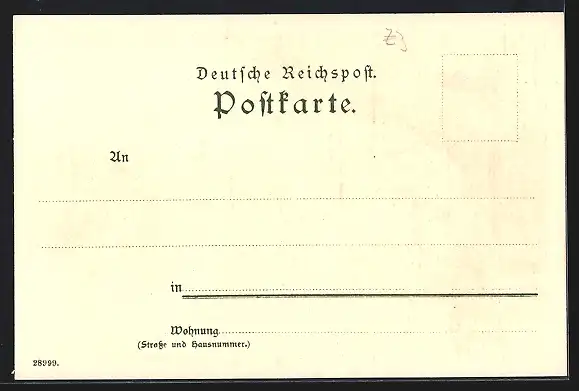 Z3
Deutſche Reichspoſt.
Poſtkarte.
An
in
Wohnung
(Straße und Hausnummer.)
28999.